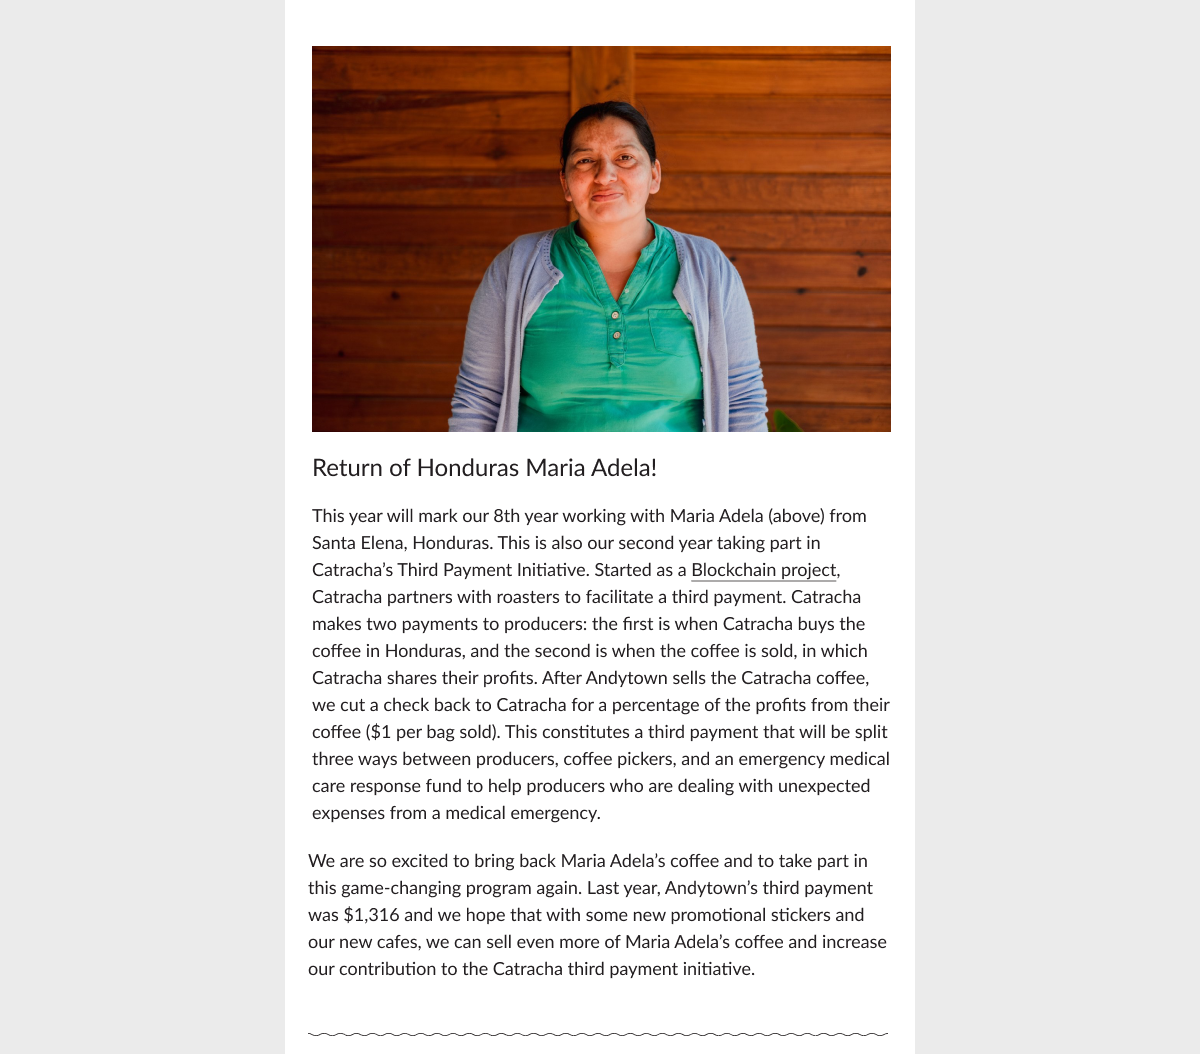 Return of Honduras Maria Adela!
This year will mark our 8th year working with Maria Adela (above) from
Santa Elena, Honduras. This is also our second year taking part in
Catracha’s Third Payment Initiative. Started as a Blockchain project,
Catracha partners with roasters to facilitate a third payment. Catracha
makes two payments to producers: the first is when Catracha buys the
coffee in Honduras, and the second is when the coffee is sold, in which
Catracha shares their profits. After Andytown sells the Catracha coffee,
we cut a check back to Catracha for a percentage of the profits from their
coffee ($1 per bag sold). This constitutes a third payment that will be split
three ways between producers, coffee pickers, and an emergency medical
care response fund to help producers who are dealing with unexpected
expenses from a medical emergency.
We are so excited to bring back Maria Adela’s coffee and to take part in
this game-changing program again. Last year, Andytown’s third payment
was $1,316 and we hope that with some new promotional stickers and
our new cafes, we can sell even more of Maria Adela’s coffee and increase
our contribution to the Catracha third payment initiative.